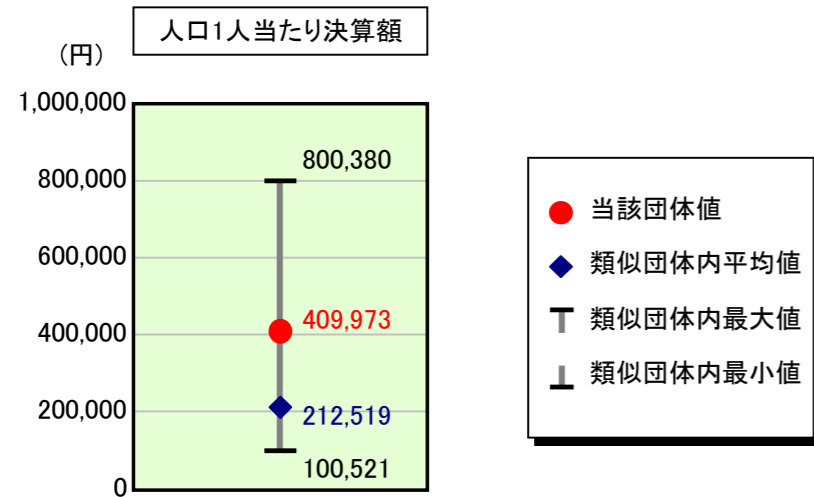 人口1人当たり決算額
(円)
1,000,000
800,000
600,000
400,000
200,000
0
800,380
409,973
212,519
100,521
当該団体値
類似団体内平均値
類似団体内最大値
類似団体内最小値